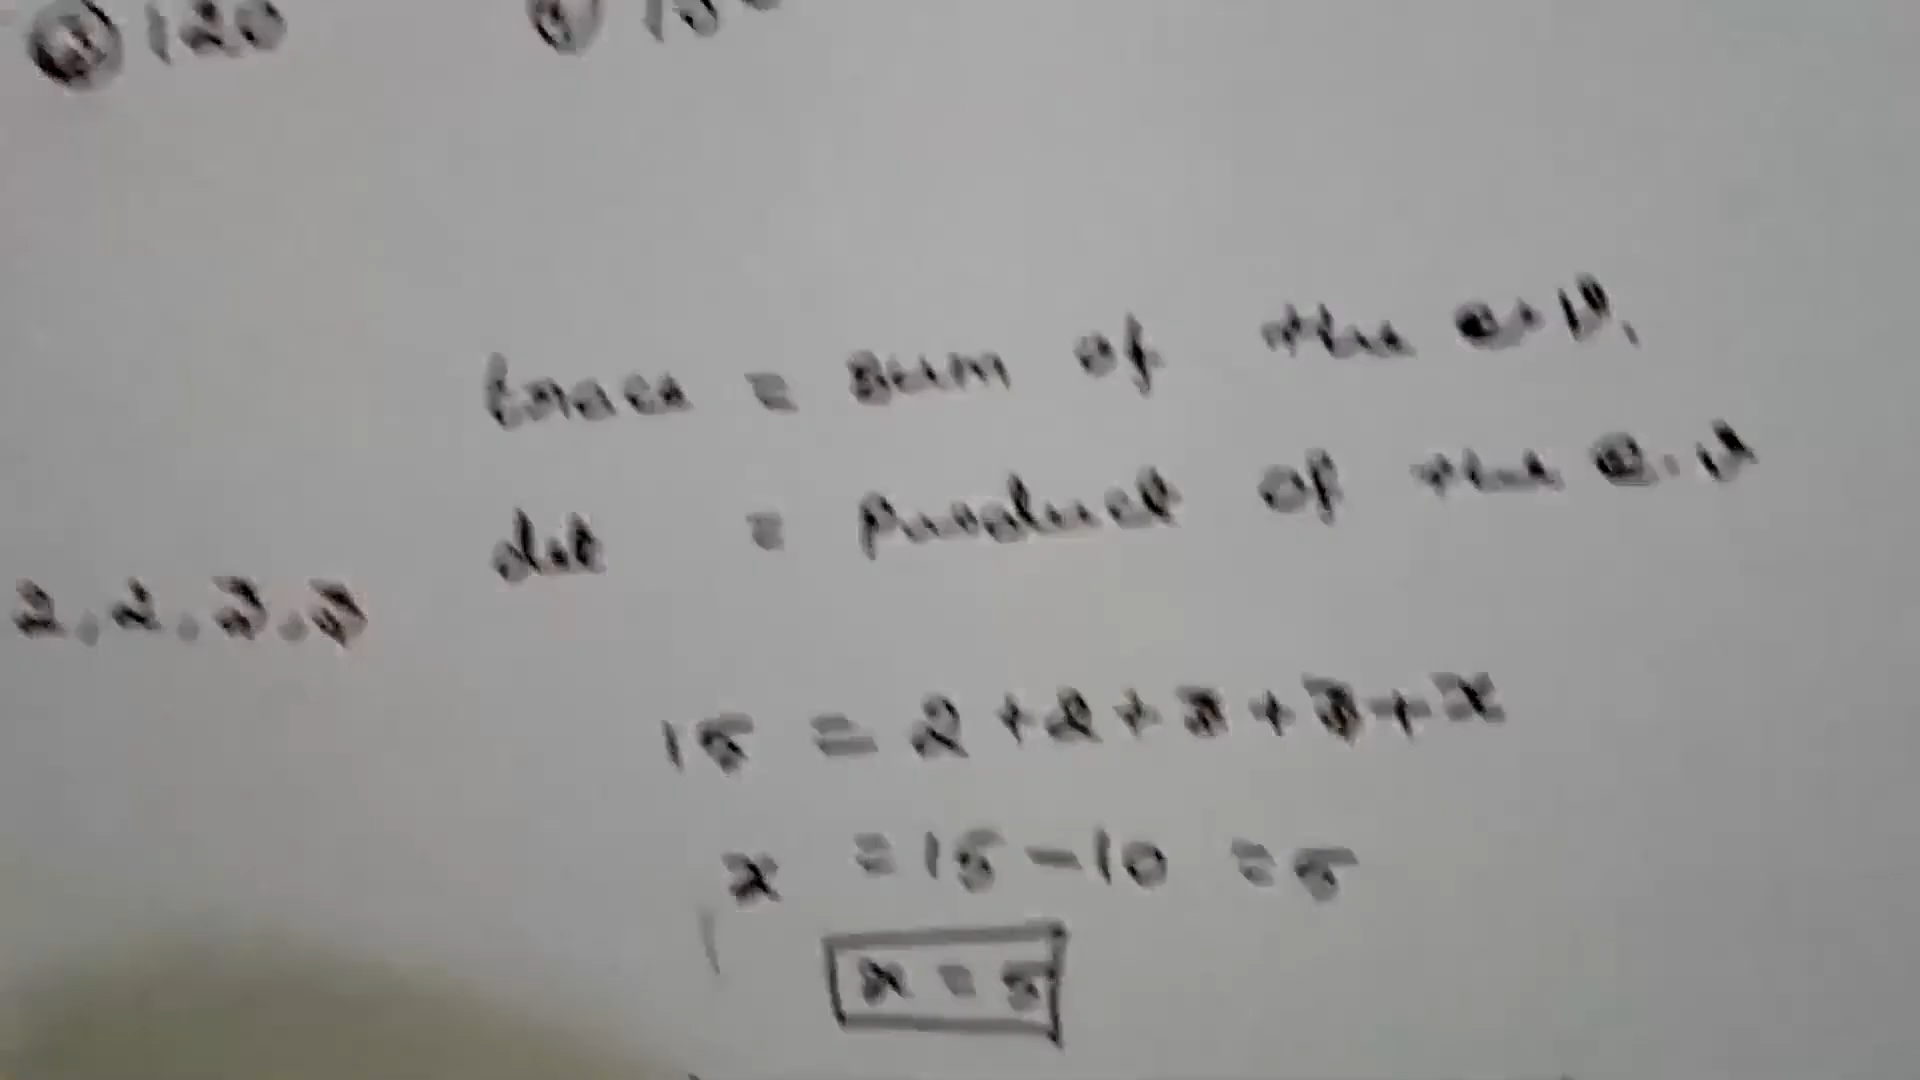 120
trace = sum of the e.v.
det = product of the e.v
2, 2, 3, 3
15 = 2+2+3+3+x
x = 15-10 = 5
x = 5